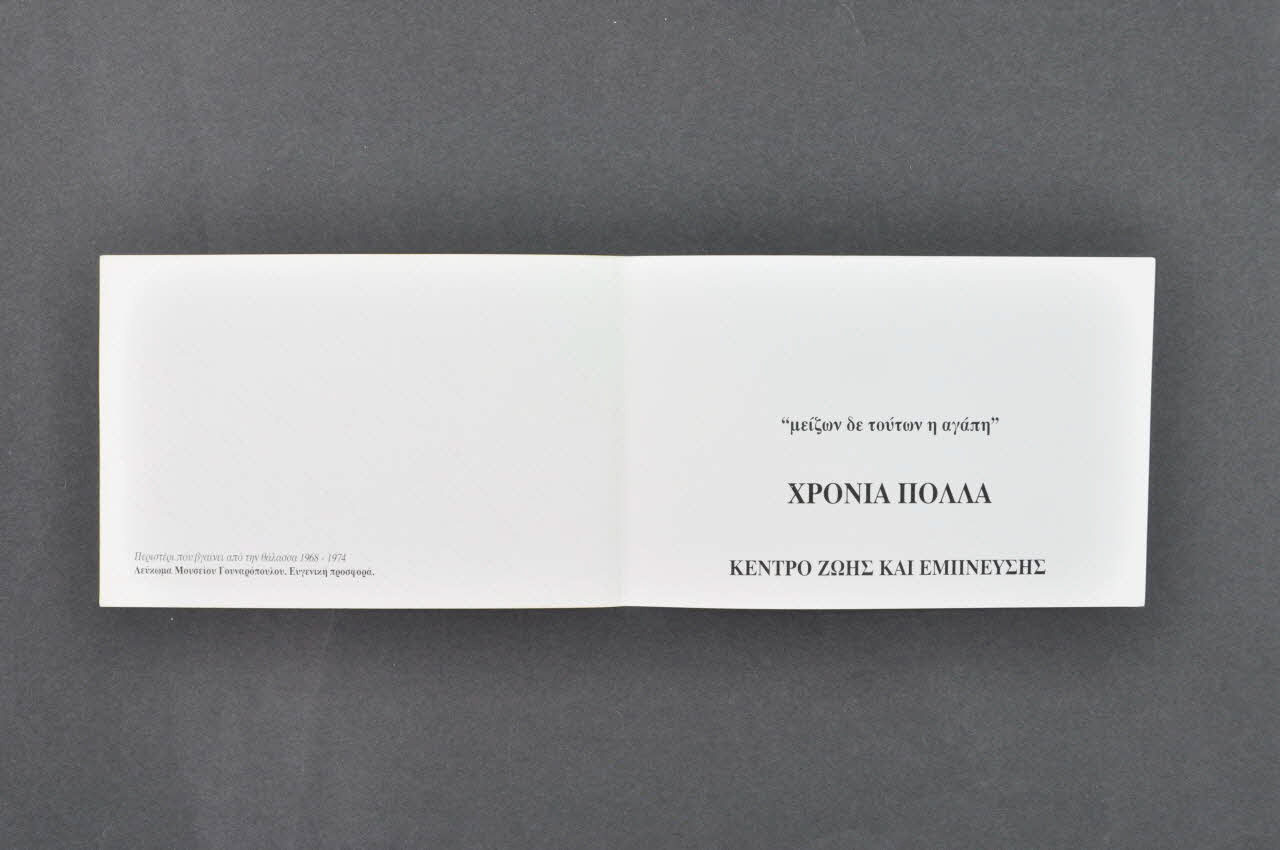 Περιστέρι που βγαίνει από την θάλασσα 1968 - 1974
Λεύκωμα Μουσείου Γουναρόπουλου. Ευγενική προσφορά.
“μείζων δε τούτων η αγάπη”
ΧΡΟΝΙΑ ΠΟΛΛΑ
ΚΕΝΤΡΟ ΖΩΗΣ ΚΑΙ ΕΜΠΝΕΥΣΗΣ